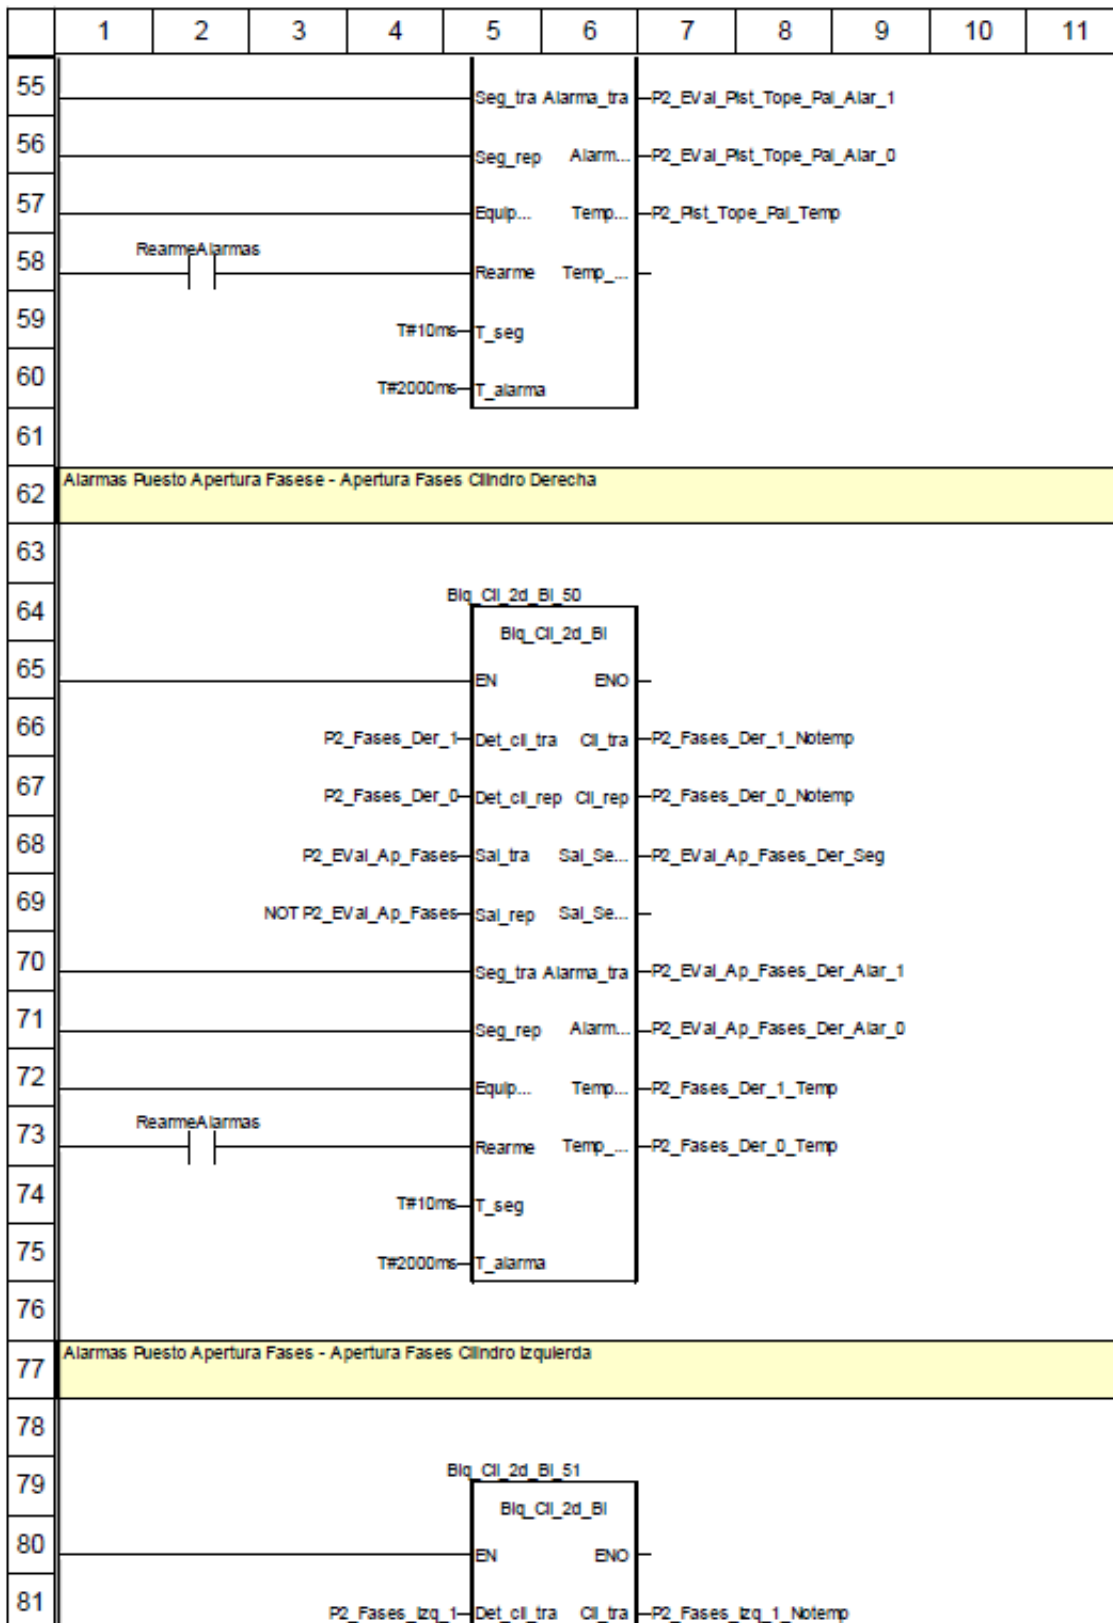 1 2 3 4 5 6 7 8 9 10 11
55 Seg_tra Alarma_tra P2_EVal_Pist_Tope_Pal_Alar_1
56 Seg_rep Alarm... P2_EVal_Pist_Tope_Pal_Alar_0
57 Equip... Temp... P2_Pist_Tope_Pal_Temp
RearmeAlarmas
58 Rearme Temp_...
59 T#10ms T_seg
60 T#2000ms T_alarma
61
62 Alarmas Puesto Apertura Fasese - Apertura Fases Cilindro Derecha
63
Blq_Cil_2d_Bi_50
64 Blq_Cil_2d_Bi
65 EN ENO
66 P2_Fases_Der_1 Det_cil_tra Cil_tra P2_Fases_Der_1_Notemp
67 P2_Fases_Der_0 Det_cil_rep Cil_rep P2_Fases_Der_0_Notemp
68 P2_EVal_Ap_Fases Sal_tra Sal_Se... P2_EVal_Ap_Fases_Der_Seg
69 NOT P2_EVal_Ap_Fases Sal_rep Sal_Se...
70 Seg_tra Alarma_tra P2_EVal_Ap_Fases_Der_Alar_1
71 Seg_rep Alarm... P2_EVal_Ap_Fases_Der_Alar_0
72 Equip... Temp... P2_Fases_Der_1_Temp
RearmeAlarmas
73 Rearme Temp_... P2_Fases_Der_0_Temp
74 T#10ms T_seg
75 T#2000ms T_alarma
76
77 Alarmas Puesto Apertura Fases - Apertura Fases Cilindro Izquierda
78
Blq_Cil_2d_Bi_51
79 Blq_Cil_2d_Bi
80 EN ENO
81 P2_Fases_Izq_1 Det_cil_tra Cil_tra P2_Fases_Izq_1_Notemp